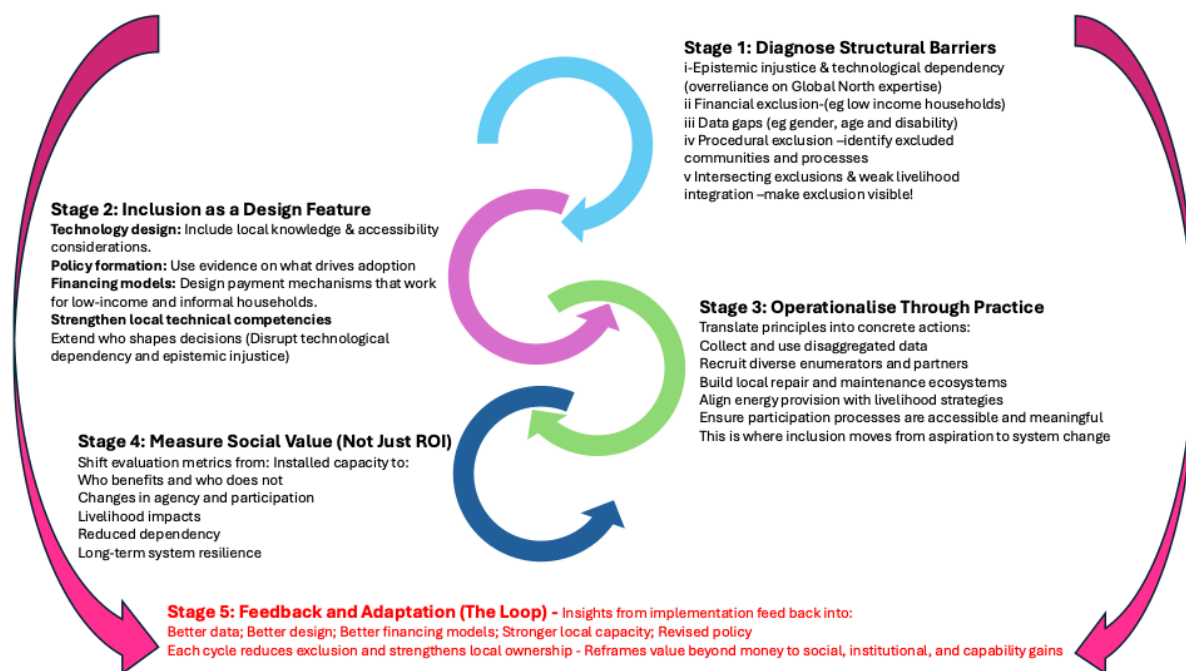 Stage 1: Diagnose Structural Barriers
i-Epistemic injustice & technological dependency
(overreliance on Global North expertise)
ii Financial exclusion-(eg low income households)
iii Data gaps (eg gender, age and disability)
iv Procedural exclusion –identify excluded
communities and processes
v Intersecting exclusions & weak livelihood
integration –make exclusion visible!
Stage 2: Inclusion as a Design Feature
Technology design: Include local knowledge & accessibility
considerations.
Policy formation: Use evidence on what drives adoption
Financing models: Design payment mechanisms that work
for low-income and informal households.
Strengthen local technical competencies
Extend who shapes decisions (Disrupt technological
dependency and epistemic injustice)
Stage 3: Operationalise Through Practice
Translate principles into concrete actions:
Collect and use disaggregated data
Recruit diverse enumerators and partners
Build local repair and maintenance ecosystems
Align energy provision with livelihood strategies
Ensure participation processes are accessible and meaningful
This is where inclusion moves from aspiration to system change
Stage 4: Measure Social Value (Not Just ROI)
Shift evaluation metrics from: Installed capacity to:
Who benefits and who does not
Changes in agency and participation
Livelihood impacts
Reduced dependency
Long-term system resilience
Stage 5: Feedback and Adaptation (The Loop) - Insights from implementation feed back into:
Better data; Better design; Better financing models; Stronger local capacity; Revised policy
Each cycle reduces exclusion and strengthens local ownership - Reframes value beyond money to social, institutional, and capability gains